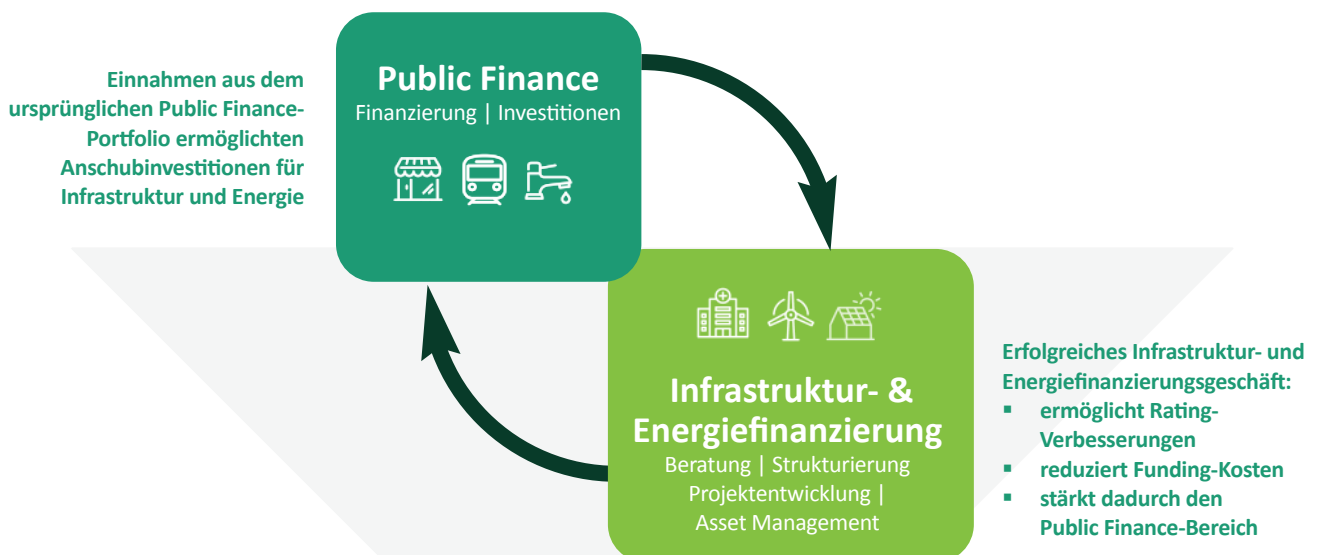 Einnahmen aus dem
ursprünglichen Public Finance-
Portfolio ermöglichten
Anschubinvestitionen für
Infrastruktur und Energie
Public Finance
Finanzierung | Investitionen
Infrastruktur- &
Energiefinanzierung
Beratung | Strukturierung
Projektentwicklung |
Asset Management
Erfolgreiches Infrastruktur- und
Energiefinanzierungsgeschäft:
▪ ermöglicht Rating-
Verbesserungen
▪ reduziert Funding-Kosten
▪ stärkt dadurch den
Public Finance-Bereich